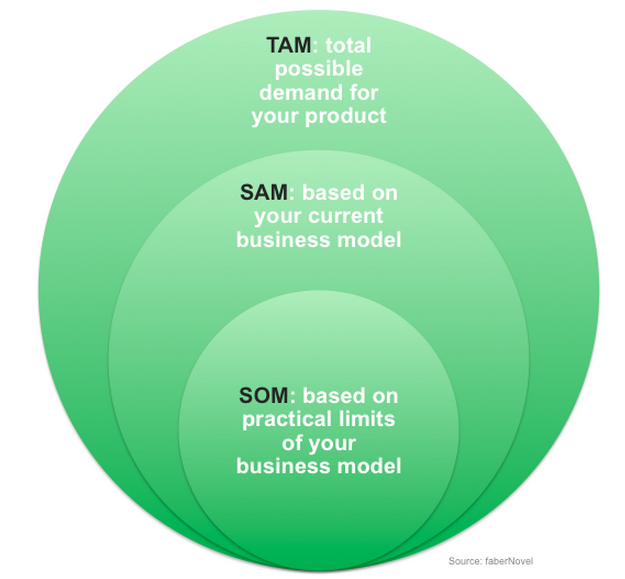 TAM: total
possible
demand for
your product
SAM: based on
your current
business model
SOM: based on
practical limits
of your
business model
Source: faberNovel